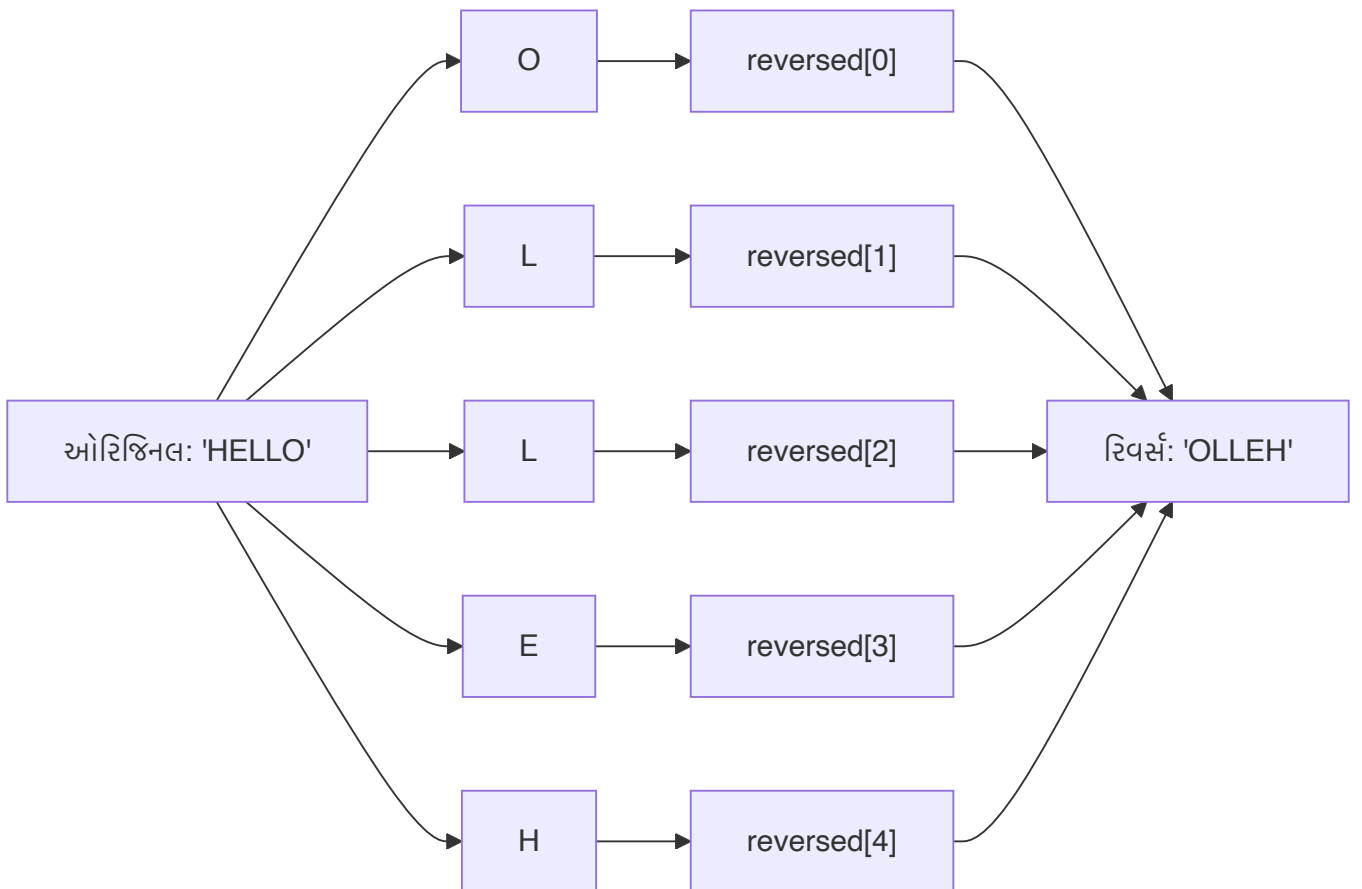 O
reversed[0]
L
reversed[1]
ઓરિજિનલ: 'HELLO'
L
reversed[2]
રિવર્સ: 'OLLEH'
E
reversed[3]
H
reversed[4]